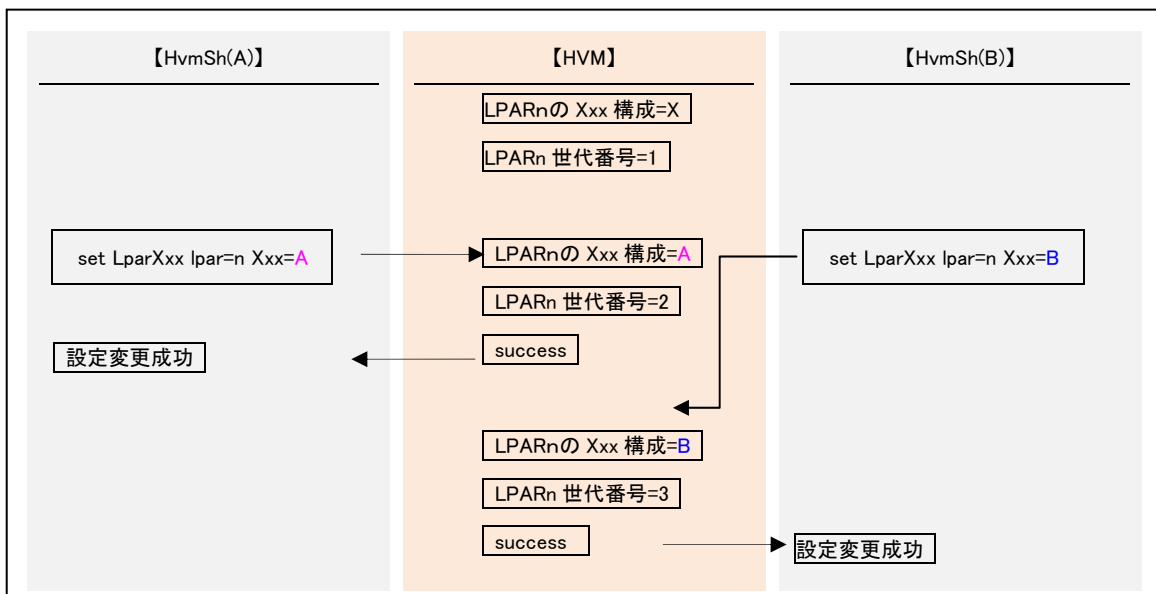 【HvmSh(A)】
【HVM】
【HvmSh(B)】
LPARnの Xxx 構成=X
LPARn 世代番号=1
set LparXxx lpar=n Xxx=A
LPARnの Xxx 構成=A
set LparXxx lpar=n Xxx=B
LPARn 世代番号=2
success
設定変更成功
LPARnの Xxx 構成=B
LPARn 世代番号=3
success
設定変更成功